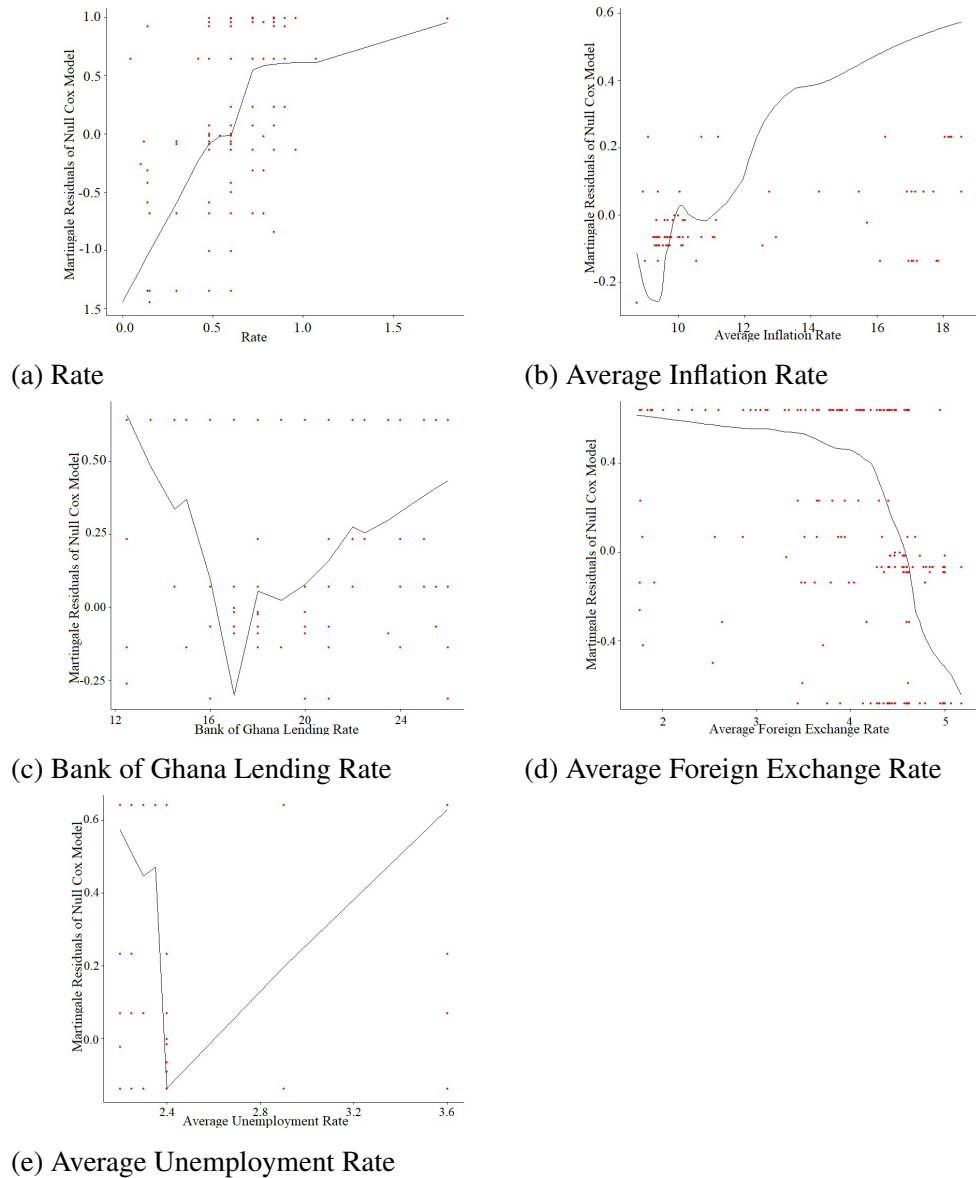 Martingale Residuals of Null Cox Model
1.0
0.5
0.0
-0.5
-1.0
1.5
0.0
0.5
1.0
1.5
Rate
(a) Rate
Martingale Residuals of Null Cox Model
0.6
0.4
0.2
0.0
-0.2
10
12
14
16
18
Average Inflation Rate
(b) Average Inflation Rate
Martingale Residuals of Null Cox Model
0.50
0.25
0.00
-0.25
12
16
20
24
Bank of Ghana Lending Rate
(c) Bank of Ghana Lending Rate
Martingale Residuals of Null Cox Model
0.4
0.0
-0.4
2
3
4
5
Average Foreign Exchange Rate
(d) Average Foreign Exchange Rate
Martingale Residuals of Null Cox Model
0.6
0.4
0.2
0.0
2.4
2.8
3.2
3.6
Average Unemployment Rate
(e) Average Unemployment Rate